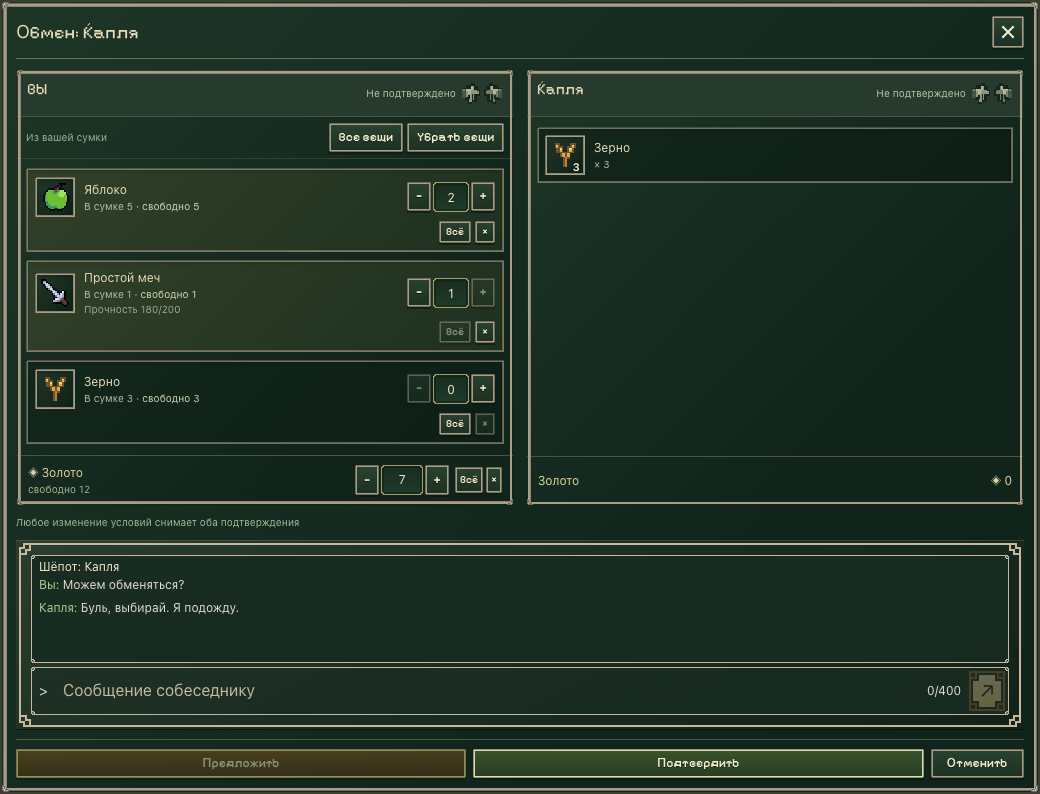 Обмен: Капля
Вы
Не подтверждено
Из вашей сумки
Все вещи
Убрать вещи
Яблоко
В сумке 5 · свободно 5
- 2 +
Всё ×
Простой меч
В сумке 1 · свободно 1
Прочность 180/200
- 1 +
Всё ×
Зерно
В сумке 3 · свободно 3
- 0 +
Всё ×
Золото
свободно 12
- 7 + Всё ×
Капля
Не подтверждено
3
Зерно
× 3
Золото
0
Любое изменение условий снимает оба подтверждения
Шёпот: Капля
Вы: Можем обменяться?
Капля: Буль, выбирай. Я подожду.
> Сообщение собеседнику
0/400
Предложить
Подтвердить
Отменить